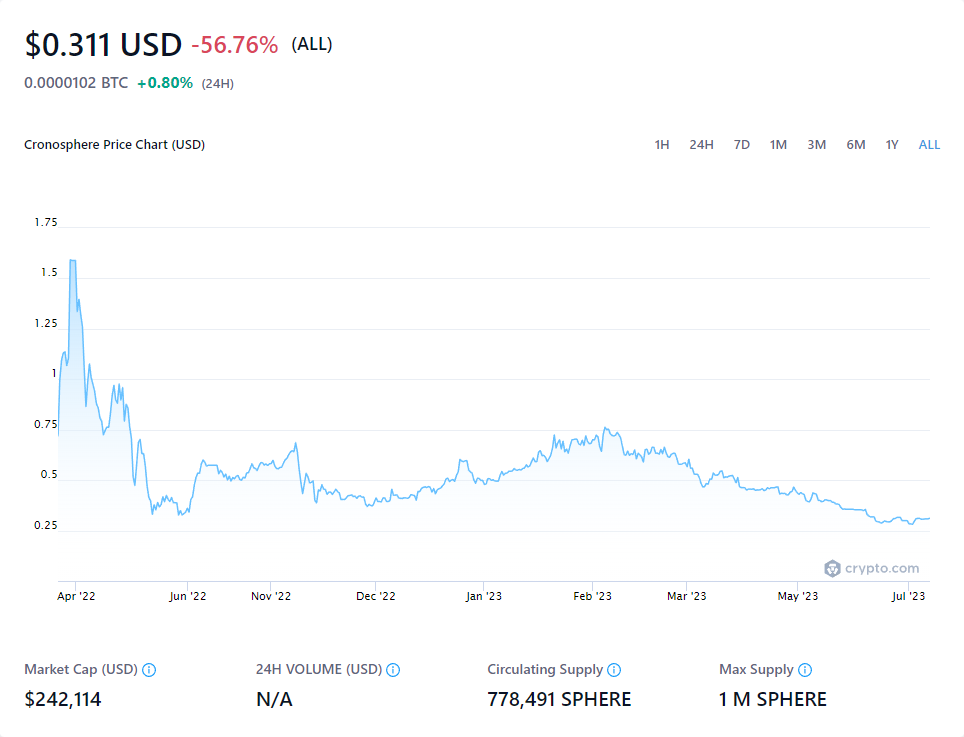 $0.311 USD -56.76% (ALL)
0.0000102 BTC +0.80% (24H)
Cronosphere Price Chart (USD) 1H 24H 7D 1M 3M 6M 1Y ALL
1.75
1.5
1.25
1
0.75
0.5
0.25
crypto.com
Apr '22 Jun '22 Nov '22 Dec '22 Jan '23 Feb '23 Mar '23 May '23 Jul '23
Market Cap (USD) 24H VOLUME (USD) Circulating Supply Max Supply
$242,114 N/A 778,491 SPHERE 1 M SPHERE